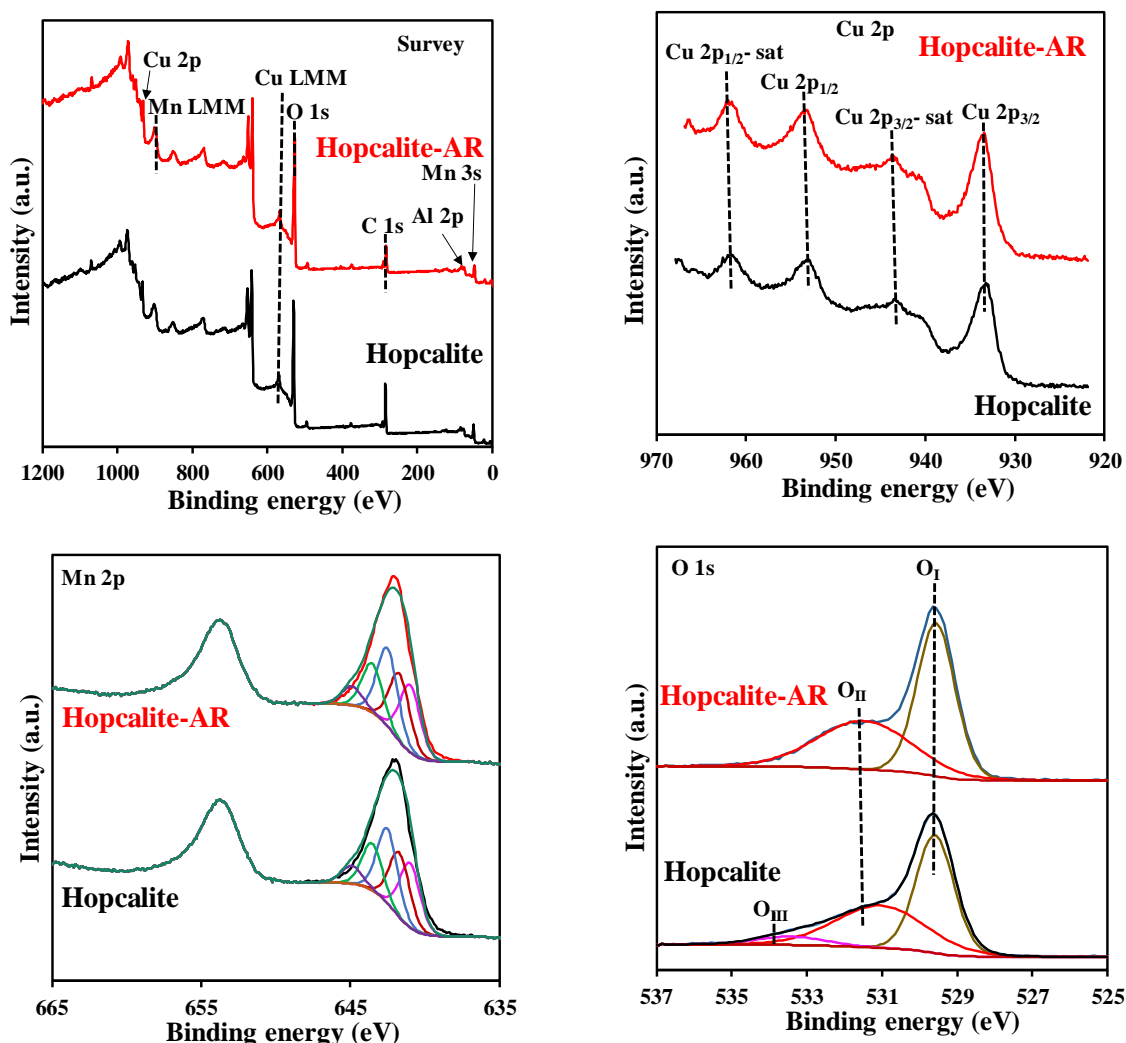 Survey
Cu 2p
Cu LMM
Mn LMM
O 1s
Hopcalite-AR
Mn 3s
C 1s
Al 2p
Hopcalite
Intensity (a.u.)
1200 1000 800 600 400 200 0
Binding energy (eV)
Cu 2p
Hopcalite-AR
Cu 2p1/2- sat
Cu 2p1/2
Cu 2p3/2- sat
Cu 2p3/2
Hopcalite
Intensity (a.u.)
970 960 950 940 930 920
Binding energy (eV)
Mn 2p
Hopcalite-AR
Hopcalite
Intensity (a.u.)
665 655 645 635
Binding energy (eV)
O 1s
OI
OII
Hopcalite-AR
Hopcalite
OIII
Intensity (a.u.)
537 535 533 531 529 527 525
Binding energy (eV)